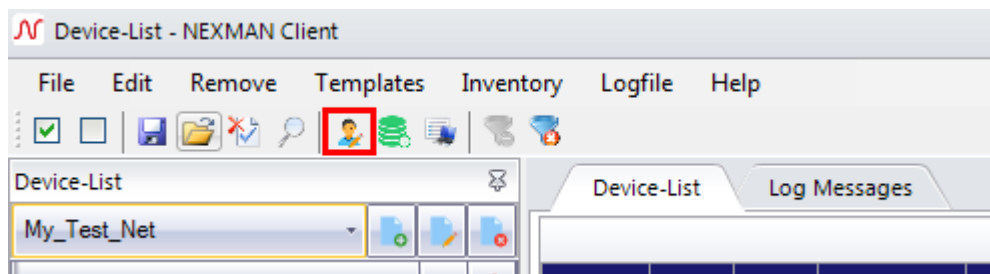 Device-List - NEXMAN Client
File Edit Remove Templates Inventory Logfile Help
Device-List
Device-List Log Messages
My_Test_Net